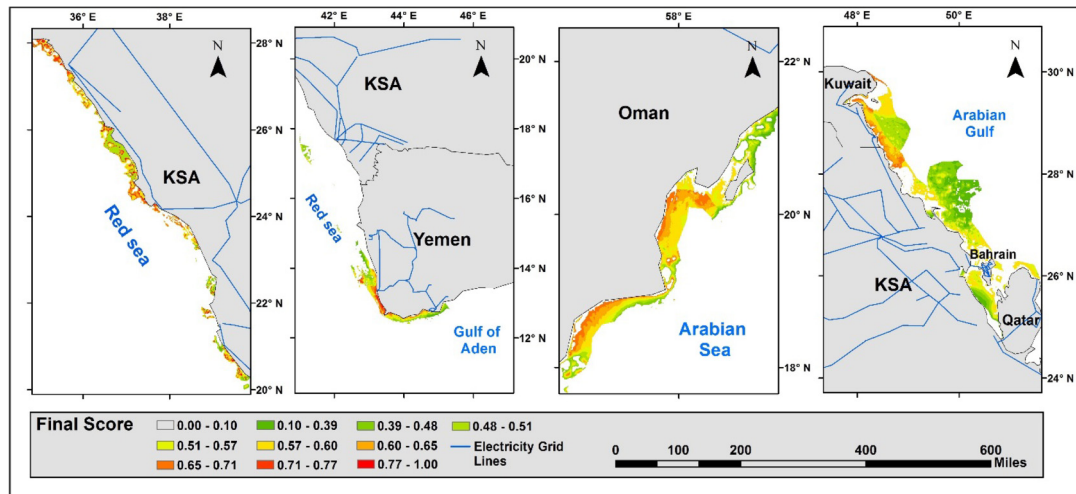 36° E 38° E 40° E
28° N
26° N
24° N
22° N
20° N
N
KSA
Red sea
42° E 44° E 46° E
20° N
18° N
16° N
14° N
12° N
N
KSA
Red sea
Yemen
Gulf of
Aden
58° E
22° N
20° N
18° N
N
Oman
Arabian
Sea
48° E 50° E
30° N
28° N
26° N
24° N
N
Kuwait
Arabian
Gulf
Bahrain
KSA
Qatar
Final Score
0.00 - 0.10 0.10 - 0.39 0.39 - 0.48 0.48 - 0.51
0.51 - 0.57 0.57 - 0.60 0.60 - 0.65 Electricity Grid
Lines
0.65 - 0.71 0.71 - 0.77 0.77 - 1.00
0 100 200 400 600
Miles